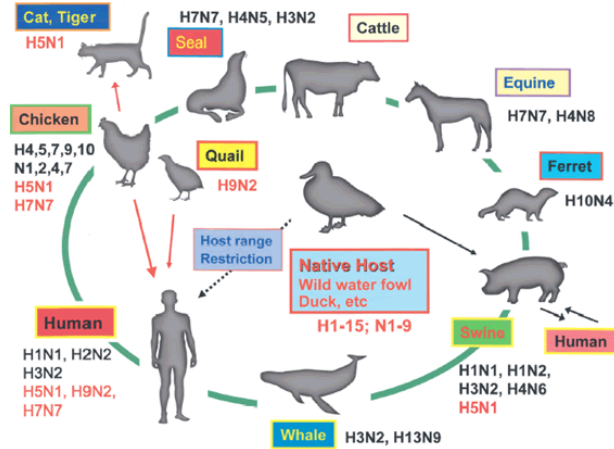 Cat, Tiger
H5N1
H7N7, H4N5, H3N2
Seal
Cattle
Equine
H7N7, H4N8
Chicken
H4,5,7,9,10
N1,2,4,7
H5N1
H7N7
Quail
H9N2
Ferret
H10N4
Host range
Restriction
Native Host
Wild water fowl
Duck, etc
H1-15; N1-9
Human
H1N1, H2N2
H3N2
H5N1, H9N2,
H7N7
Swine
H1N1, H1N2,
H3N2, H4N6
H5N1
Human
Whale
H3N2, H13N9